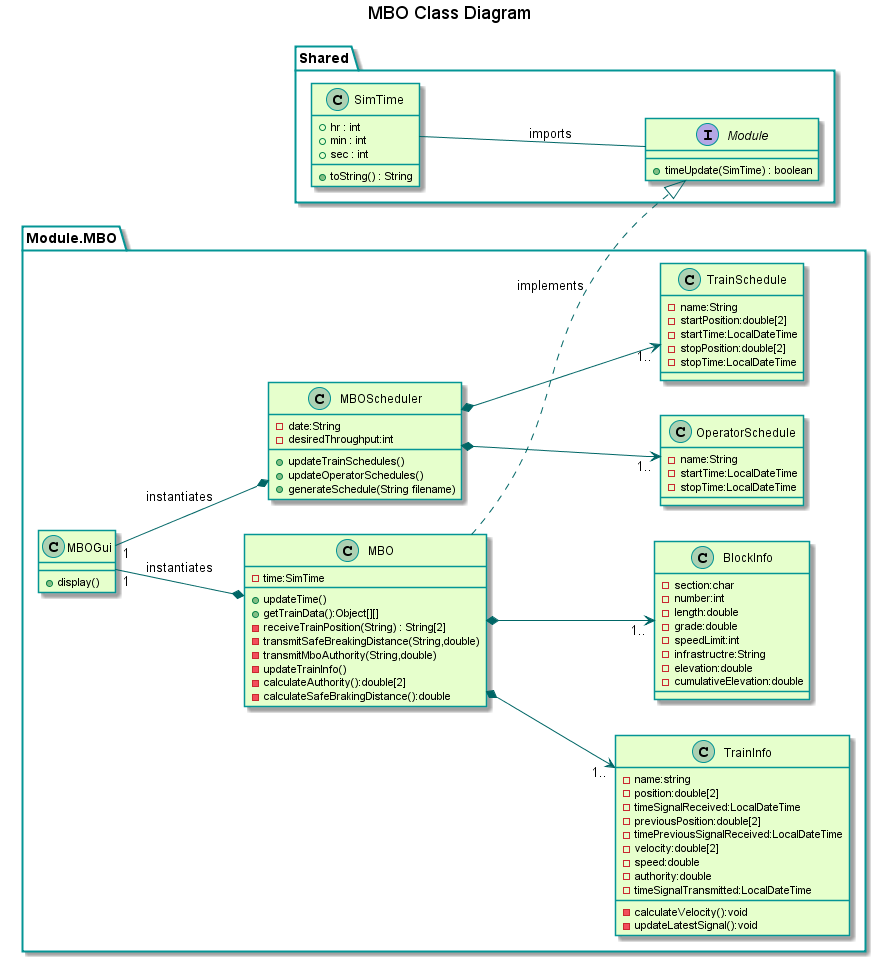 MBO Class Diagram
Shared
C SimTime
hr : int
min : int
sec : int
toString() : String
imports
I Module
timeUpdate(SimTime) : boolean
Module.MBO
implements
C TrainSchedule
name:String
startPosition:double[2]
startTime:LocalDateTime
stopPosition:double[2]
stopTime:LocalDateTime
1..
C MBOScheduler
date:String
desiredThroughput:int
updateTrainSchedules()
updateOperatorSchedules()
generateSchedule(String filename)
C OperatorSchedule
name:String
startTime:LocalDateTime
stopTime:LocalDateTime
1..
instantiates
1
C MBOGui
display()
instantiates
1
C MBO
time:SimTime
updateTime()
getTrainData():Object[][]
receiveTrainPosition(String) : String[2]
transmitSafeBreakingDistance(String,double)
transmitMboAuthority(String,double)
updateTrainInfo()
calculateAuthority():double[2]
calculateSafeBrakingDistance():double
C BlockInfo
section:char
number:int
length:double
grade:double
speedLimit:int
infrastructre:String
elevation:double
cumulativeElevation:double
1..
C TrainInfo
name:string
position:double[2]
timeSignalReceived:LocalDateTime
previousPosition:double[2]
timePreviousSignalReceived:LocalDateTime
velocity:double[2]
speed:double
authority:double
timeSignalTransmitted:LocalDateTime
calculateVelocity():void
updateLatestSignal():void
1..